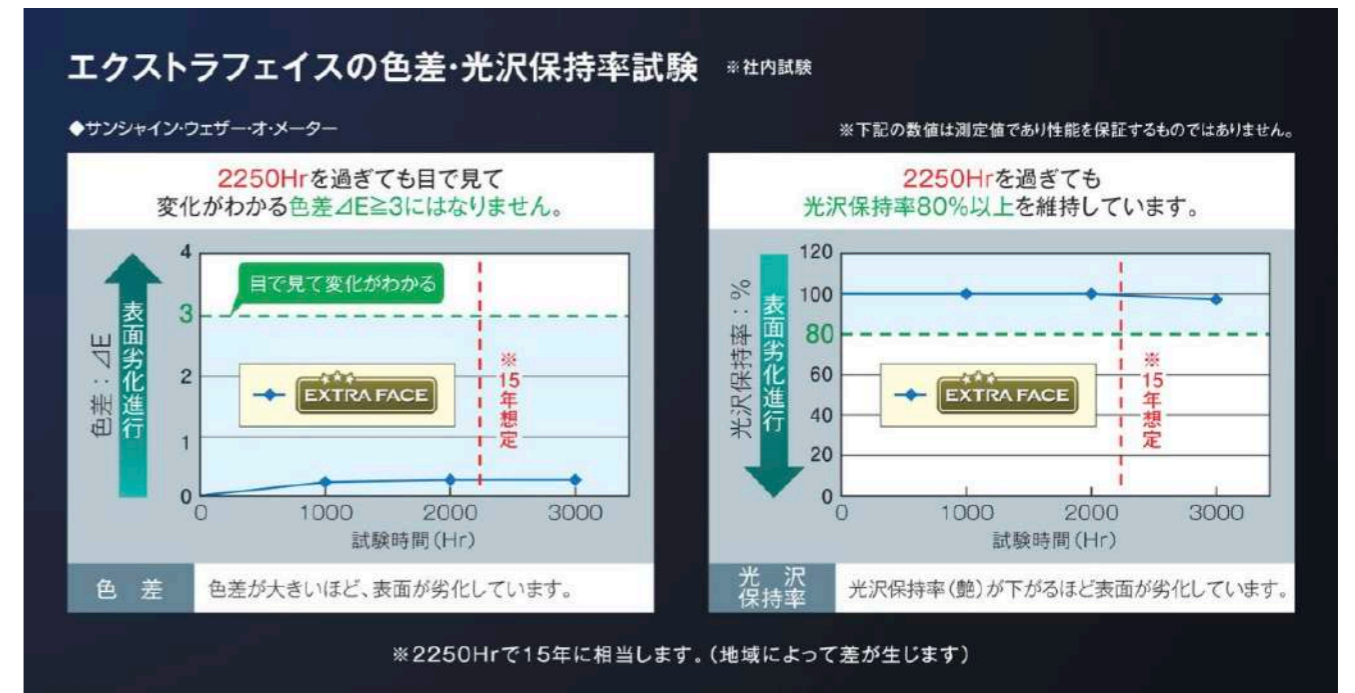 エクストラフェイスの色差・光沢保持率試験 ※社内試験
◆サンシャイン・ウェザー・オ・メーター
※下記の数値は測定値であり性能を保証するものではありません。
2250Hrを過ぎても目で見て
変化がわかる色差⊿E≧3にはなりません。
色差：⊿E
表面劣化進行
4
3
2
1
0
目で見て変化がわかる
EXTRA FACE
※15年想定
0 1000 2000 3000
試験時間(Hr)
色差 色差が大きいほど、表面が劣化しています。
2250Hrを過ぎても
光沢保持率80%以上を維持しています。
光沢保持率：%
表面劣化進行
120
100
80
60
40
20
0
EXTRA FACE
※15年想定
0 1000 2000 3000
試験時間(Hr)
光沢
保持率
光沢保持率(艶)が下がるほど表面が劣化しています。
※2250Hrで15年に相当します。(地域によって差が生じます)